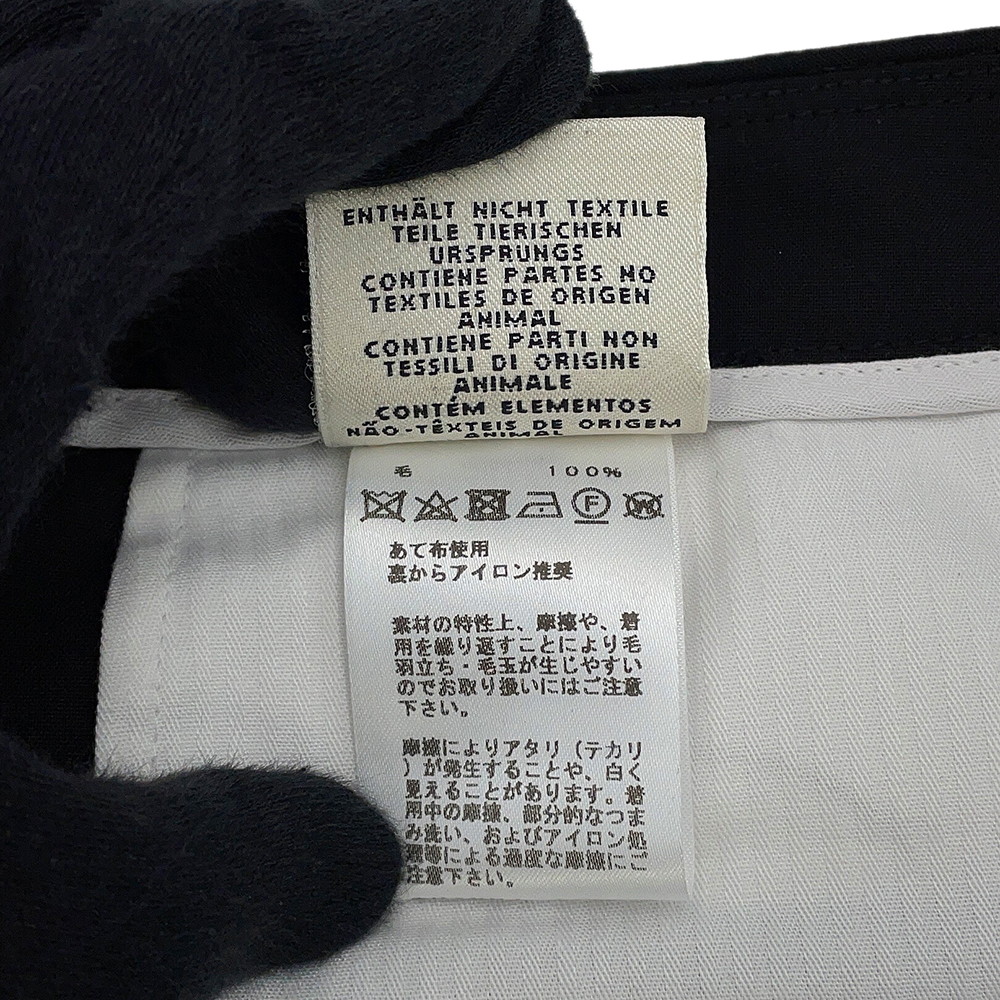 ENTHÄLT NICHT TEXTILE
TEILE TIERISCHEN
URSPRUNGS
CONTIENE PARTES NO
TEXTILES DE ORIGEN
ANIMAL
CONTIENE PARTI NON
TESSILI DI ORIGINE
ANIMALE
CONTÉM ELEMENTOS
NÃO-TÊXTEIS DE ORIGEM
ANIMAL
毛 100%
F W
あて布使用
裏からアイロン推奨
素材の特性上、摩擦や、着
用を繰り返すことにより毛
羽立ち・毛玉が生じやすい
のでお取り扱いにはご注意
下さい。
摩擦によりアタリ(テカリ
)が発生することや、白く
見えることがあります。着
用中の摩擦、部分的なつま
み洗い、およびアイロン処
理等による過度な摩擦にご
注意下さい。